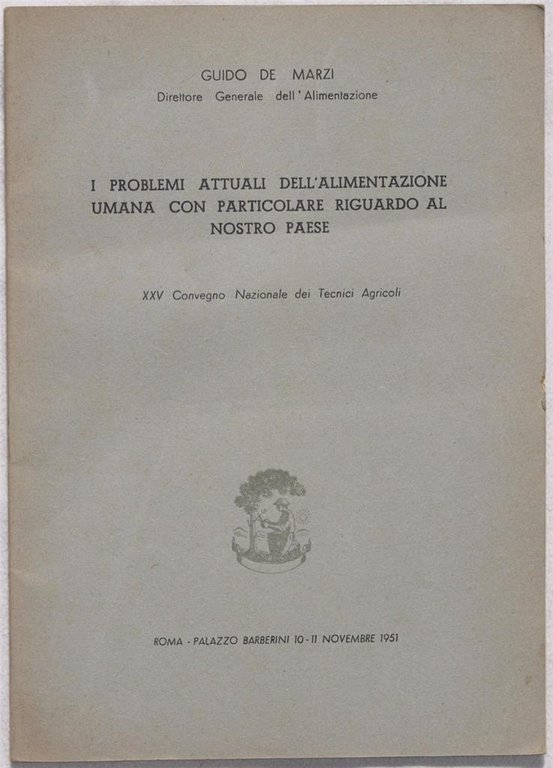 GUIDO DE MARZI
Direttore Generale dell'Alimentazione
I PROBLEMI ATTUALI DELL'ALIMENTAZIONE
UMANA CON PARTICOLARE RIGUARDO AL
NOSTRO PAESE
XXV Convegno Nazionale dei Tecnici Agricoli
ROMA - PALAZZO BARBERINI 10-11 NOVEMBRE 1951